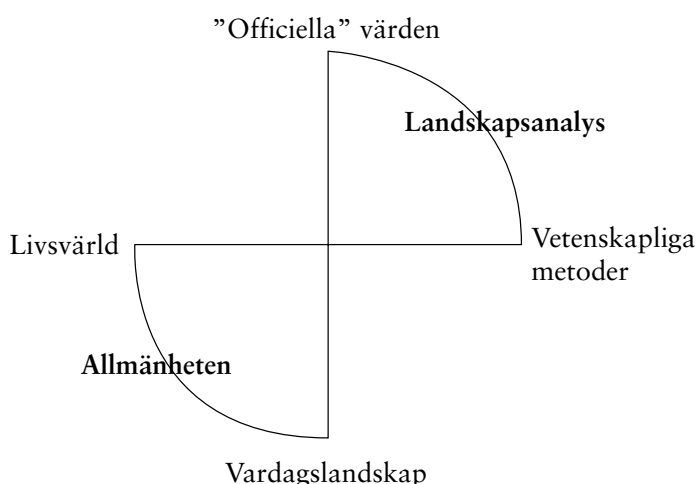 ”Officiella” värden
Landskapsanalys
Livsvärld
Vetenskapliga
metoder
Allmänheten
Vardagslandskap